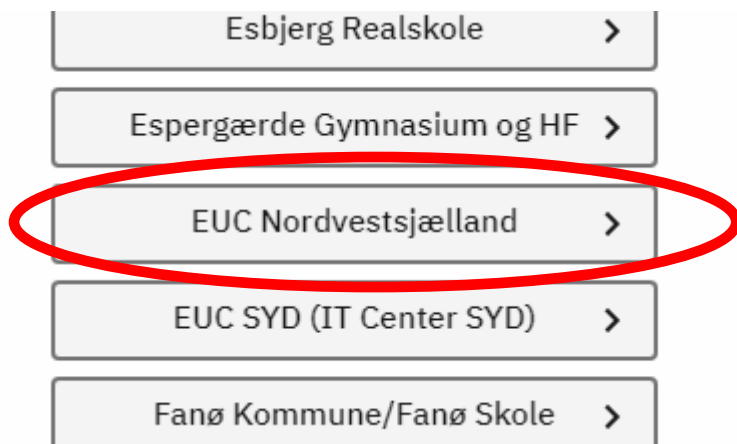 Esbjerg Realskole
Espergærde Gymnasium og HF
EUC Nordvestsjælland
EUC SYD (IT Center SYD)
Fanø Kommune/Fanø Skole